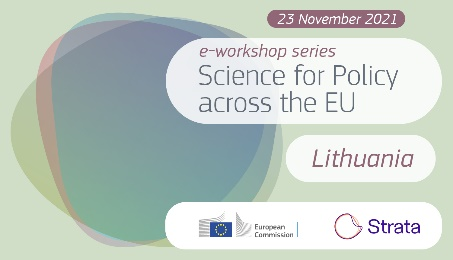 23 November 2021
e-workshop series
Science for Policy
across the EU
Lithuania
European
Commission
Strata